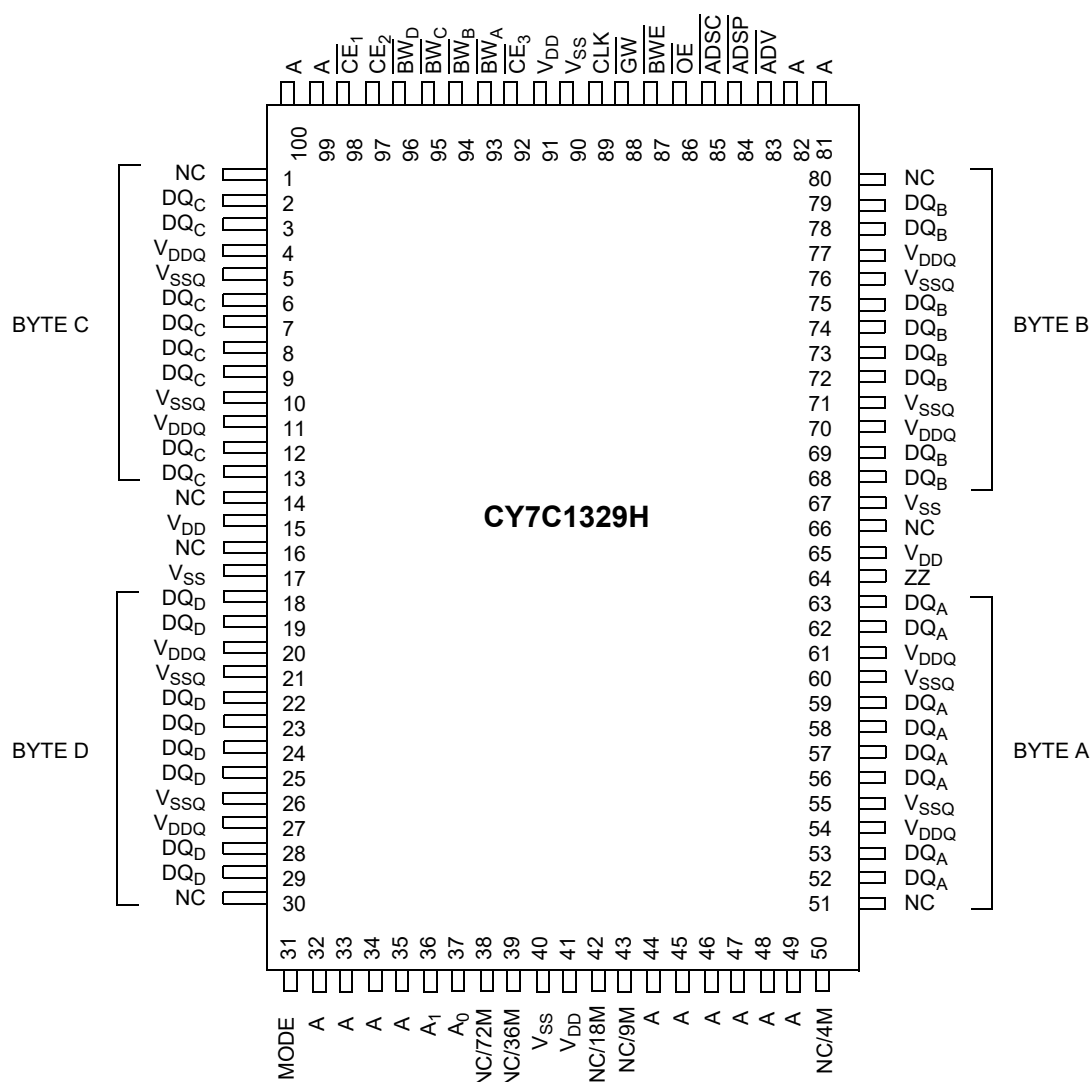 A A CE1 CE2 BWD BWC BWB BWA CE3 VDD VSS CLK GW BWE OE ADSC ADSP ADV A A
100 99 98 97 96 95 94 93 92 91 90 89 88 87 86 85 84 83 82 81
NC 1 80 NC
DQC 2 79 DQB
DQC 3 78 DQB
VDDQ 4 77 VDDQ
VSSQ 5 76 VSSQ
DQC 6 75 DQB
BYTE C DQC 7 74 DQB BYTE B
DQC 8 73 DQB
DQC 9 72 DQB
VSSQ 10 71 VSSQ
VDDQ 11 70 VDDQ
DQC 12 69 DQB
DQC 13 68 DQB
NC 14 67 VSS
CY7C1329H
VDD 15 66 NC
NC 16 65 VDD
VSS 17 64 ZZ
DQD 18 63 DQA
DQD 19 62 DQA
VDDQ 20 61 VDDQ
VSSQ 21 60 VSSQ
DQD 22 59 DQA
DQD 23 58 DQA
BYTE D DQD 24 57 DQA BYTE A
DQD 25 56 DQA
VSSQ 26 55 VSSQ
VDDQ 27 54 VDDQ
DQD 28 53 DQA
DQD 29 52 DQA
NC 30 51 NC
31 32 33 34 35 36 37 38 39 40 41 42 43 44 45 46 47 48 49 50
MODE A A A A A1 A0 NC/72M NC/36M VSS VDD NC/18M NC/9M A A A A A A NC/4M